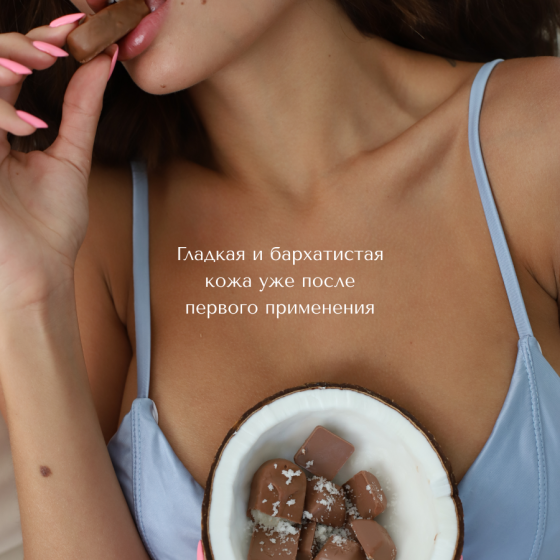 Гладкая и бархатистая
кожа уже после
первого применения